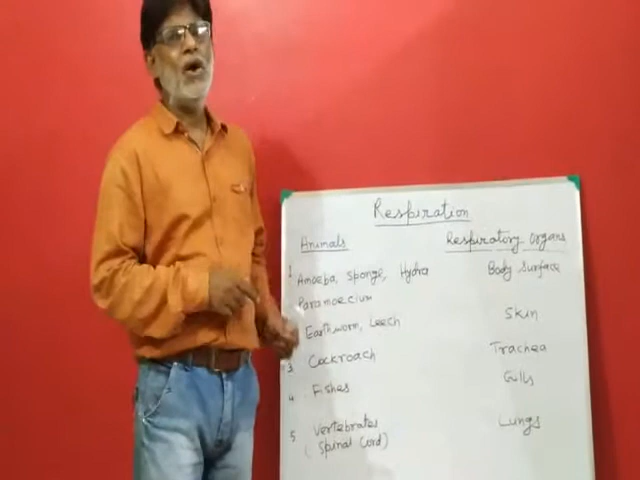 Respiration
Animals Respiratory Organs
1 Amoeba, Sponge, Hydra Body Surface
Paramoecium
Earthworm, Leech Skin
3 Cockroach Trachea
4 Fishes Gills
5 Vertebrates Lungs
( Spinal Cord)